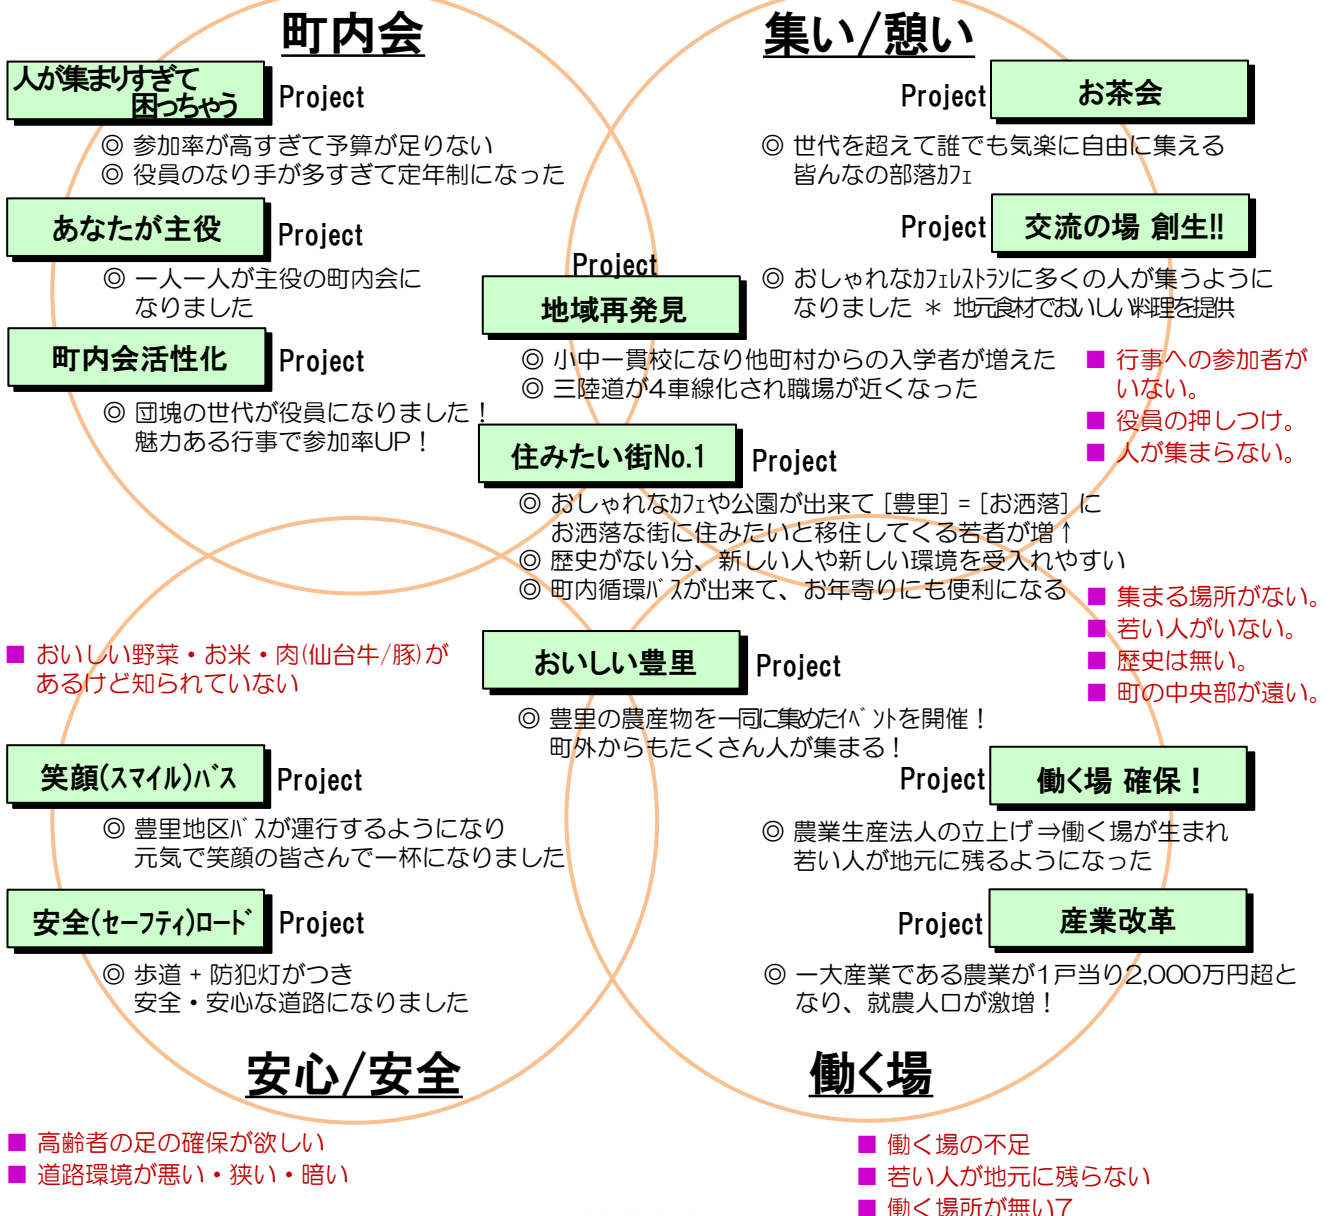 町内会
人が集まりすぎて
困っちゃう
Project
◎ 参加率が高すぎて予算が足りない
◎ 役員のなり手が多すぎて定年制になった
あなたが主役
Project
◎ 一人一人が主役の町内会に
なりました
町内会活性化
Project
◎ 団塊の世代が役員になりました！
魅力ある行事で参加率UP！
集い/憩い
Project
お茶会
◎ 世代を超えて誰でも気楽に自由に集える
皆んなの部落ｶﾌｪ
Project
交流の場 創生!!
◎ おしゃれなｶﾌｪﾚｽﾄﾗﾝに多くの人が集うように
なりました ＊ 地元食材でおいしい料理を提供
Project
地域再発見
◎ 小中一貫校になり他町村からの入学者が増えた
◎ 三陸道が4車線化され職場が近くなった
■ 行事への参加者が
いない。
■ 役員の押しつけ。
■ 人が集まらない。
住みたい街No.1
Project
◎ おしゃれなｶﾌｪや公園が出来て [豊里] = [お洒落] に
お洒落な街に住みたいと移住してくる若者が増↑
◎ 歴史がない分、新しい人や新しい環境を受入れやすい
◎ 町内循環ﾊﾞｽが出来て、お年寄りにも便利になる
■ 集まる場所がない。
■ 若い人がいない。
■ 歴史は無い。
■ 町の中央部が遠い。
■ おいしい野菜・お米・肉(仙台牛/豚)が
あるけど知られていない
おいしい豊里
Project
◎ 豊里の農産物を一同に集めたｲﾍﾞﾝﾄを開催！
町外からもたくさん人が集まる！
笑顔(スマイル)ﾊﾞｽ
Project
◎ 豊里地区ﾊﾞｽが運行するようになり
元気で笑顔の皆さんで一杯になりました
安全(セーフティ)ﾛｰﾄﾞ
Project
◎ 歩道 + 防犯灯がつき
安全・安心な道路になりました
安心/安全
Project
働く場 確保！
◎ 農業生産法人の立上げ⇒働く場が生まれ
若い人が地元に残るようになった
Project
産業改革
◎ 一大産業である農業が1戸当り2,000万円超と
なり、就農人口が激増！
働く場
■ 高齢者の足の確保が欲しい
■ 道路環境が悪い・狭い・暗い
■ 働く場の不足
■ 若い人が地元に残らない
■ 働く場所が無い7